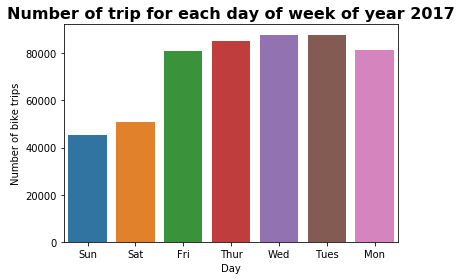 Number of trip for each day of week of year 2017
Number of bike trips
80000
60000
40000
20000
0
Sun Sat Fri Thur Wed Tues Mon
Day